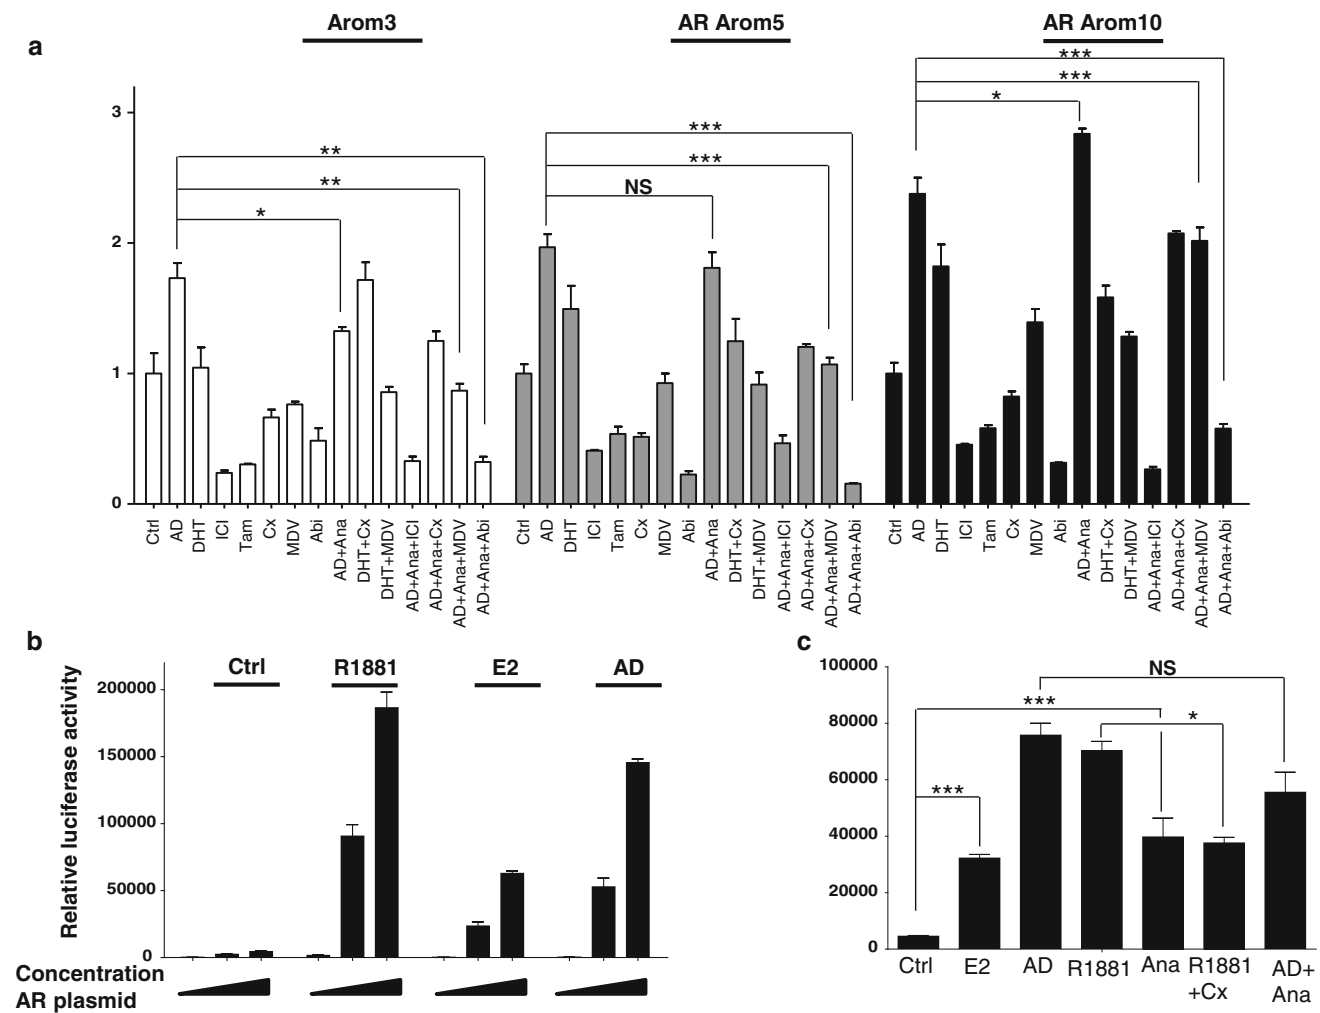 a
Arom3
AR Arom5
AR Arom10
3
2
1
0
**
**
*
***
***
NS
***
***
*
Ctrl
AD
DHT
ICI
Tam
Cx
MDV
Abi
AD+Ana
DHT+Cx
DHT+MDV
AD+Ana+ICI
AD+Ana+Cx
AD+Ana+MDV
AD+Ana+Abi
Ctrl
AD
DHT
ICI
Tam
Cx
MDV
Abi
AD+Ana
DHT+Cx
DHT+MDV
AD+Ana+ICI
AD+Ana+Cx
AD+Ana+MDV
AD+Ana+Abi
Ctrl
AD
DHT
ICI
Tam
Cx
MDV
Abi
AD+Ana
DHT+Cx
DHT+MDV
AD+Ana+ICI
AD+Ana+Cx
AD+Ana+MDV
AD+Ana+Abi
b
Relative luciferase activity
Ctrl
R1881
E2
AD
200000
150000
100000
50000
0
Concentration
AR plasmid
c
100000
80000
60000
40000
20000
0
NS
***
*
***
Ctrl
E2
AD
R1881
Ana
R1881
+Cx
AD+
Ana